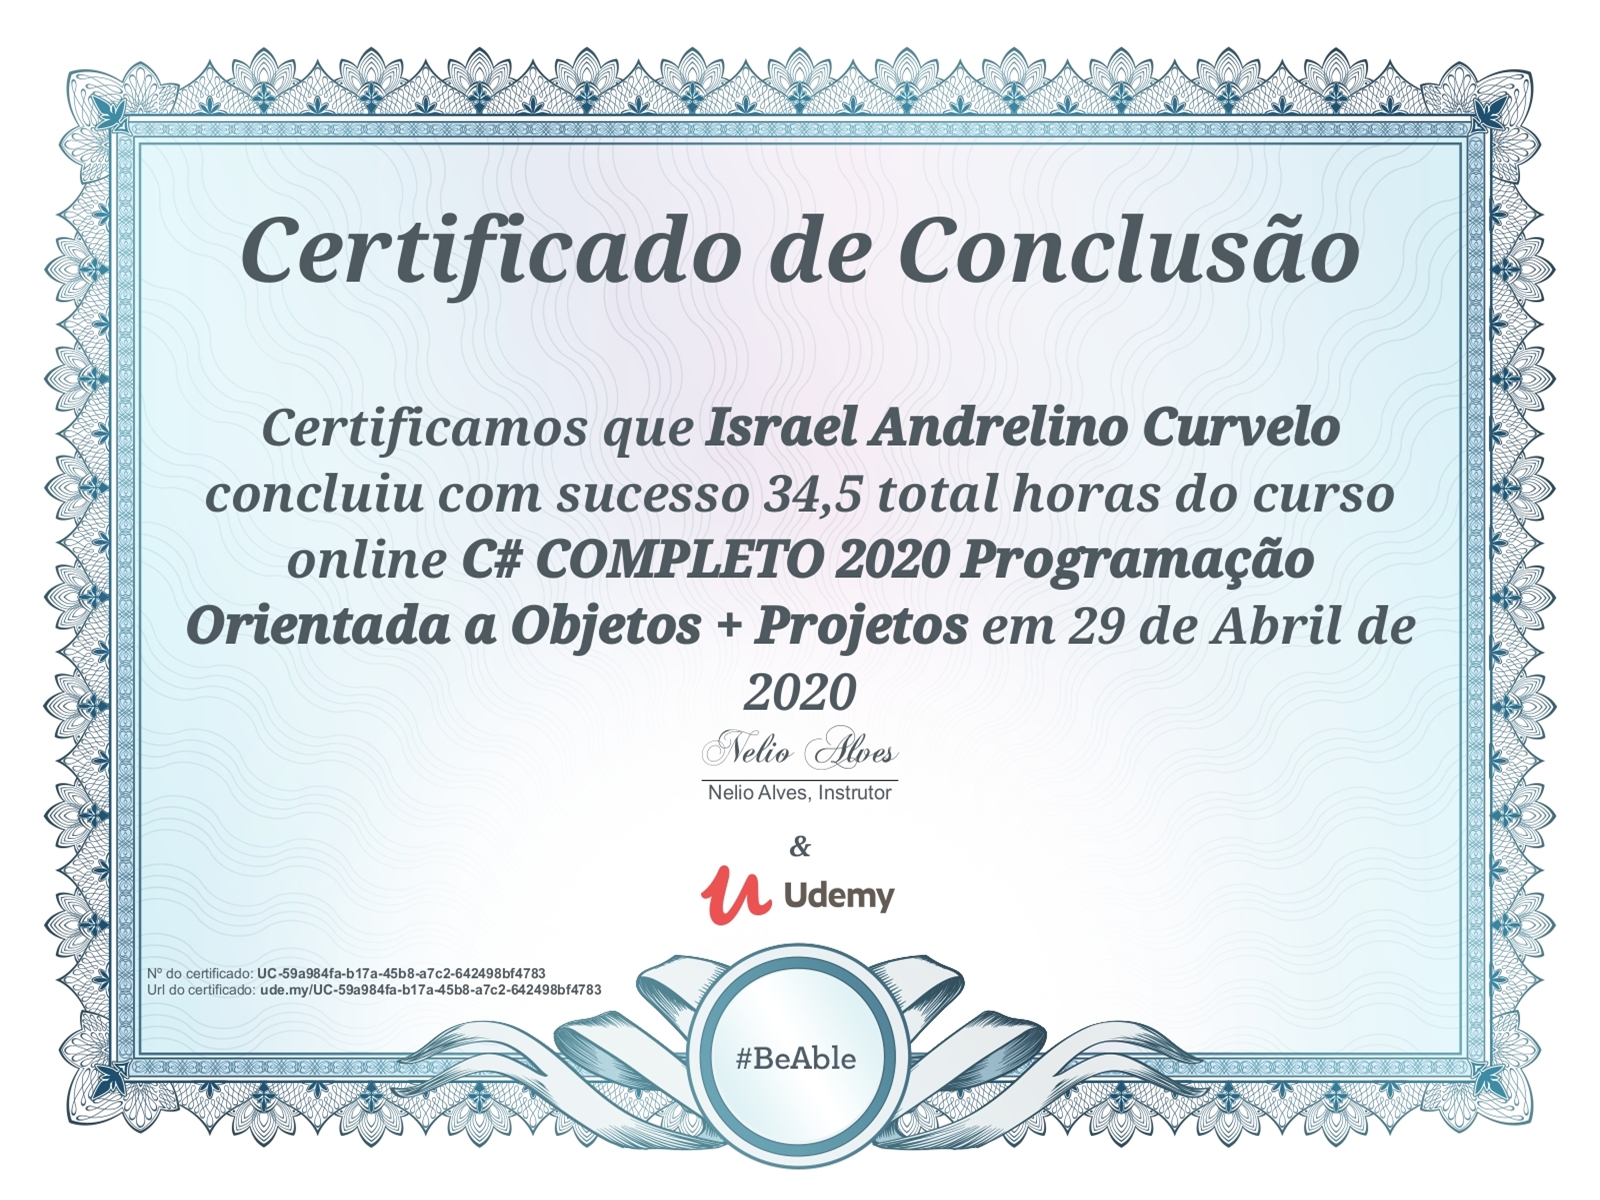 Certificado de Conclusão
Certificamos que Israel Andrelino Curvelo
concluiu com sucesso 34,5 total horas do curso
online C# COMPLETO 2020 Programação
Orientada a Objetos + Projetos em 29 de Abril de
2020
Nelio Alves
Nelio Alves, Instrutor
&
Udemy
Nº do certificado: UC-59a984fa-b17a-45b8-a7c2-642498bf4783
Url do certificado: ude.my/UC-59a984fa-b17a-45b8-a7c2-642498bf4783
#BeAble